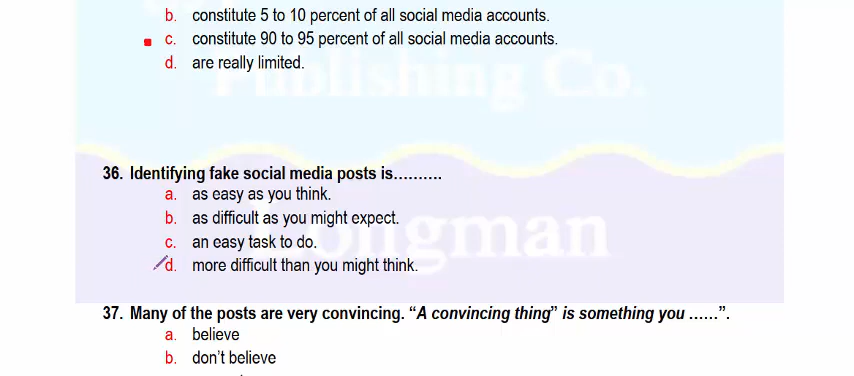 b. constitute 5 to 10 percent of all social media accounts.
c. constitute 90 to 95 percent of all social media accounts.
d. are really limited.
Publishing Co.
36. Identifying fake social media posts is..........
a. as easy as you think.
b. as difficult as you might expect.
Longman
c. an easy task to do.
d. more difficult than you might think.
37. Many of the posts are very convincing. “A convincing thing” is something you ......”.
a. believe
b. don’t believe